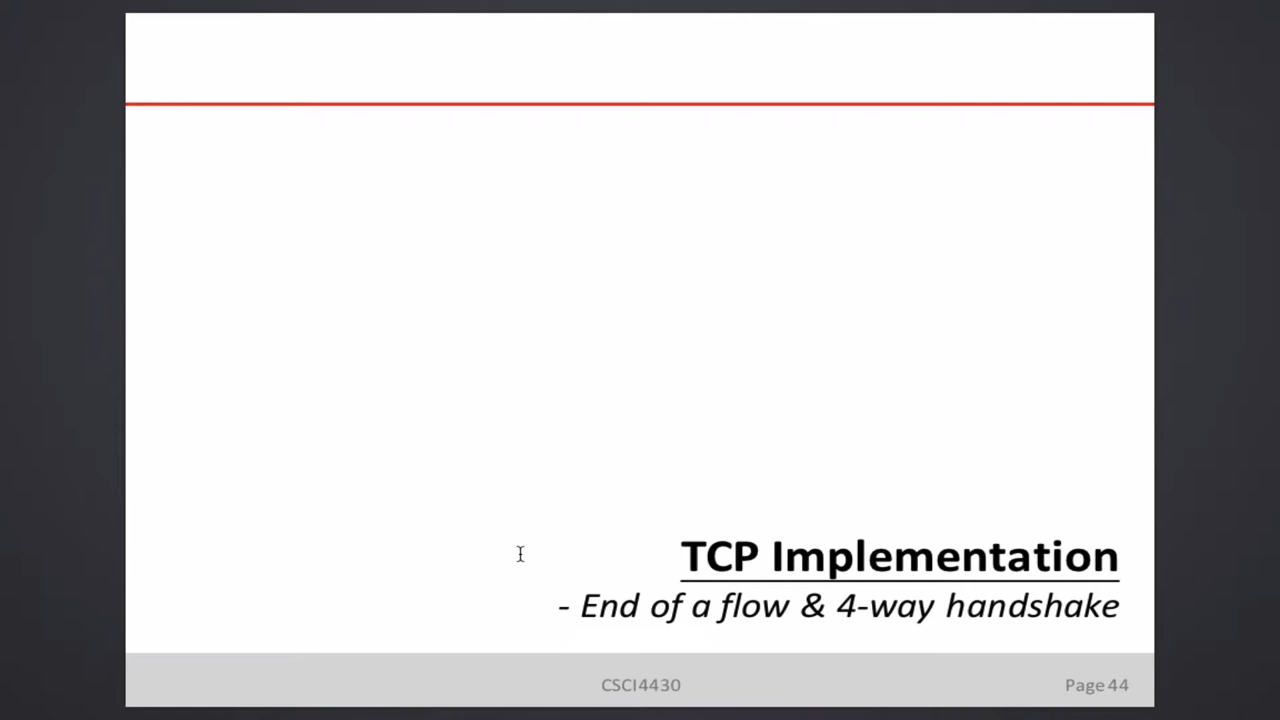 TCP Implementation
- End of a flow & 4-way handshake
CSCI4430
Page 44